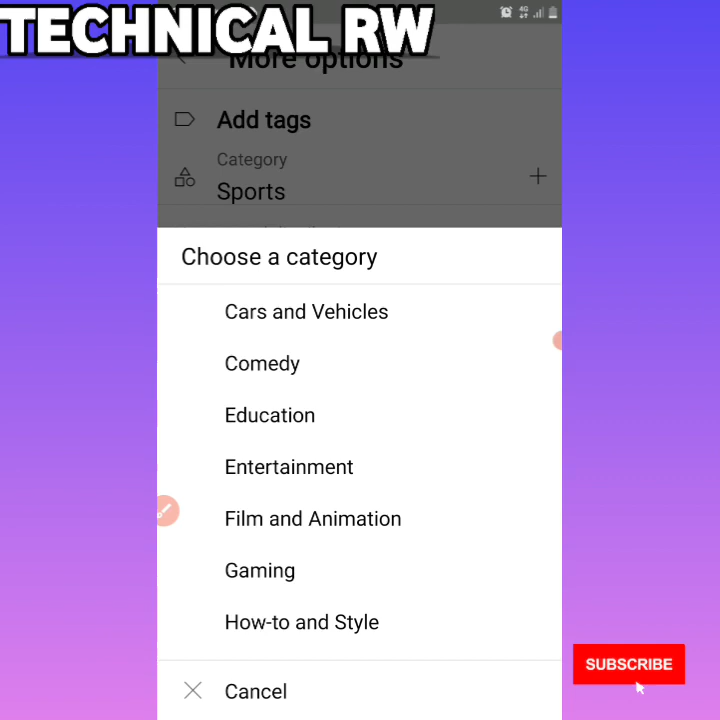 TECHNICAL RW
4G
More options
Add tags
Category
Sports
Choose a category
Cars and Vehicles
Comedy
Education
Entertainment
Film and Animation
Gaming
How-to and Style
Cancel
SUBSCRIBE